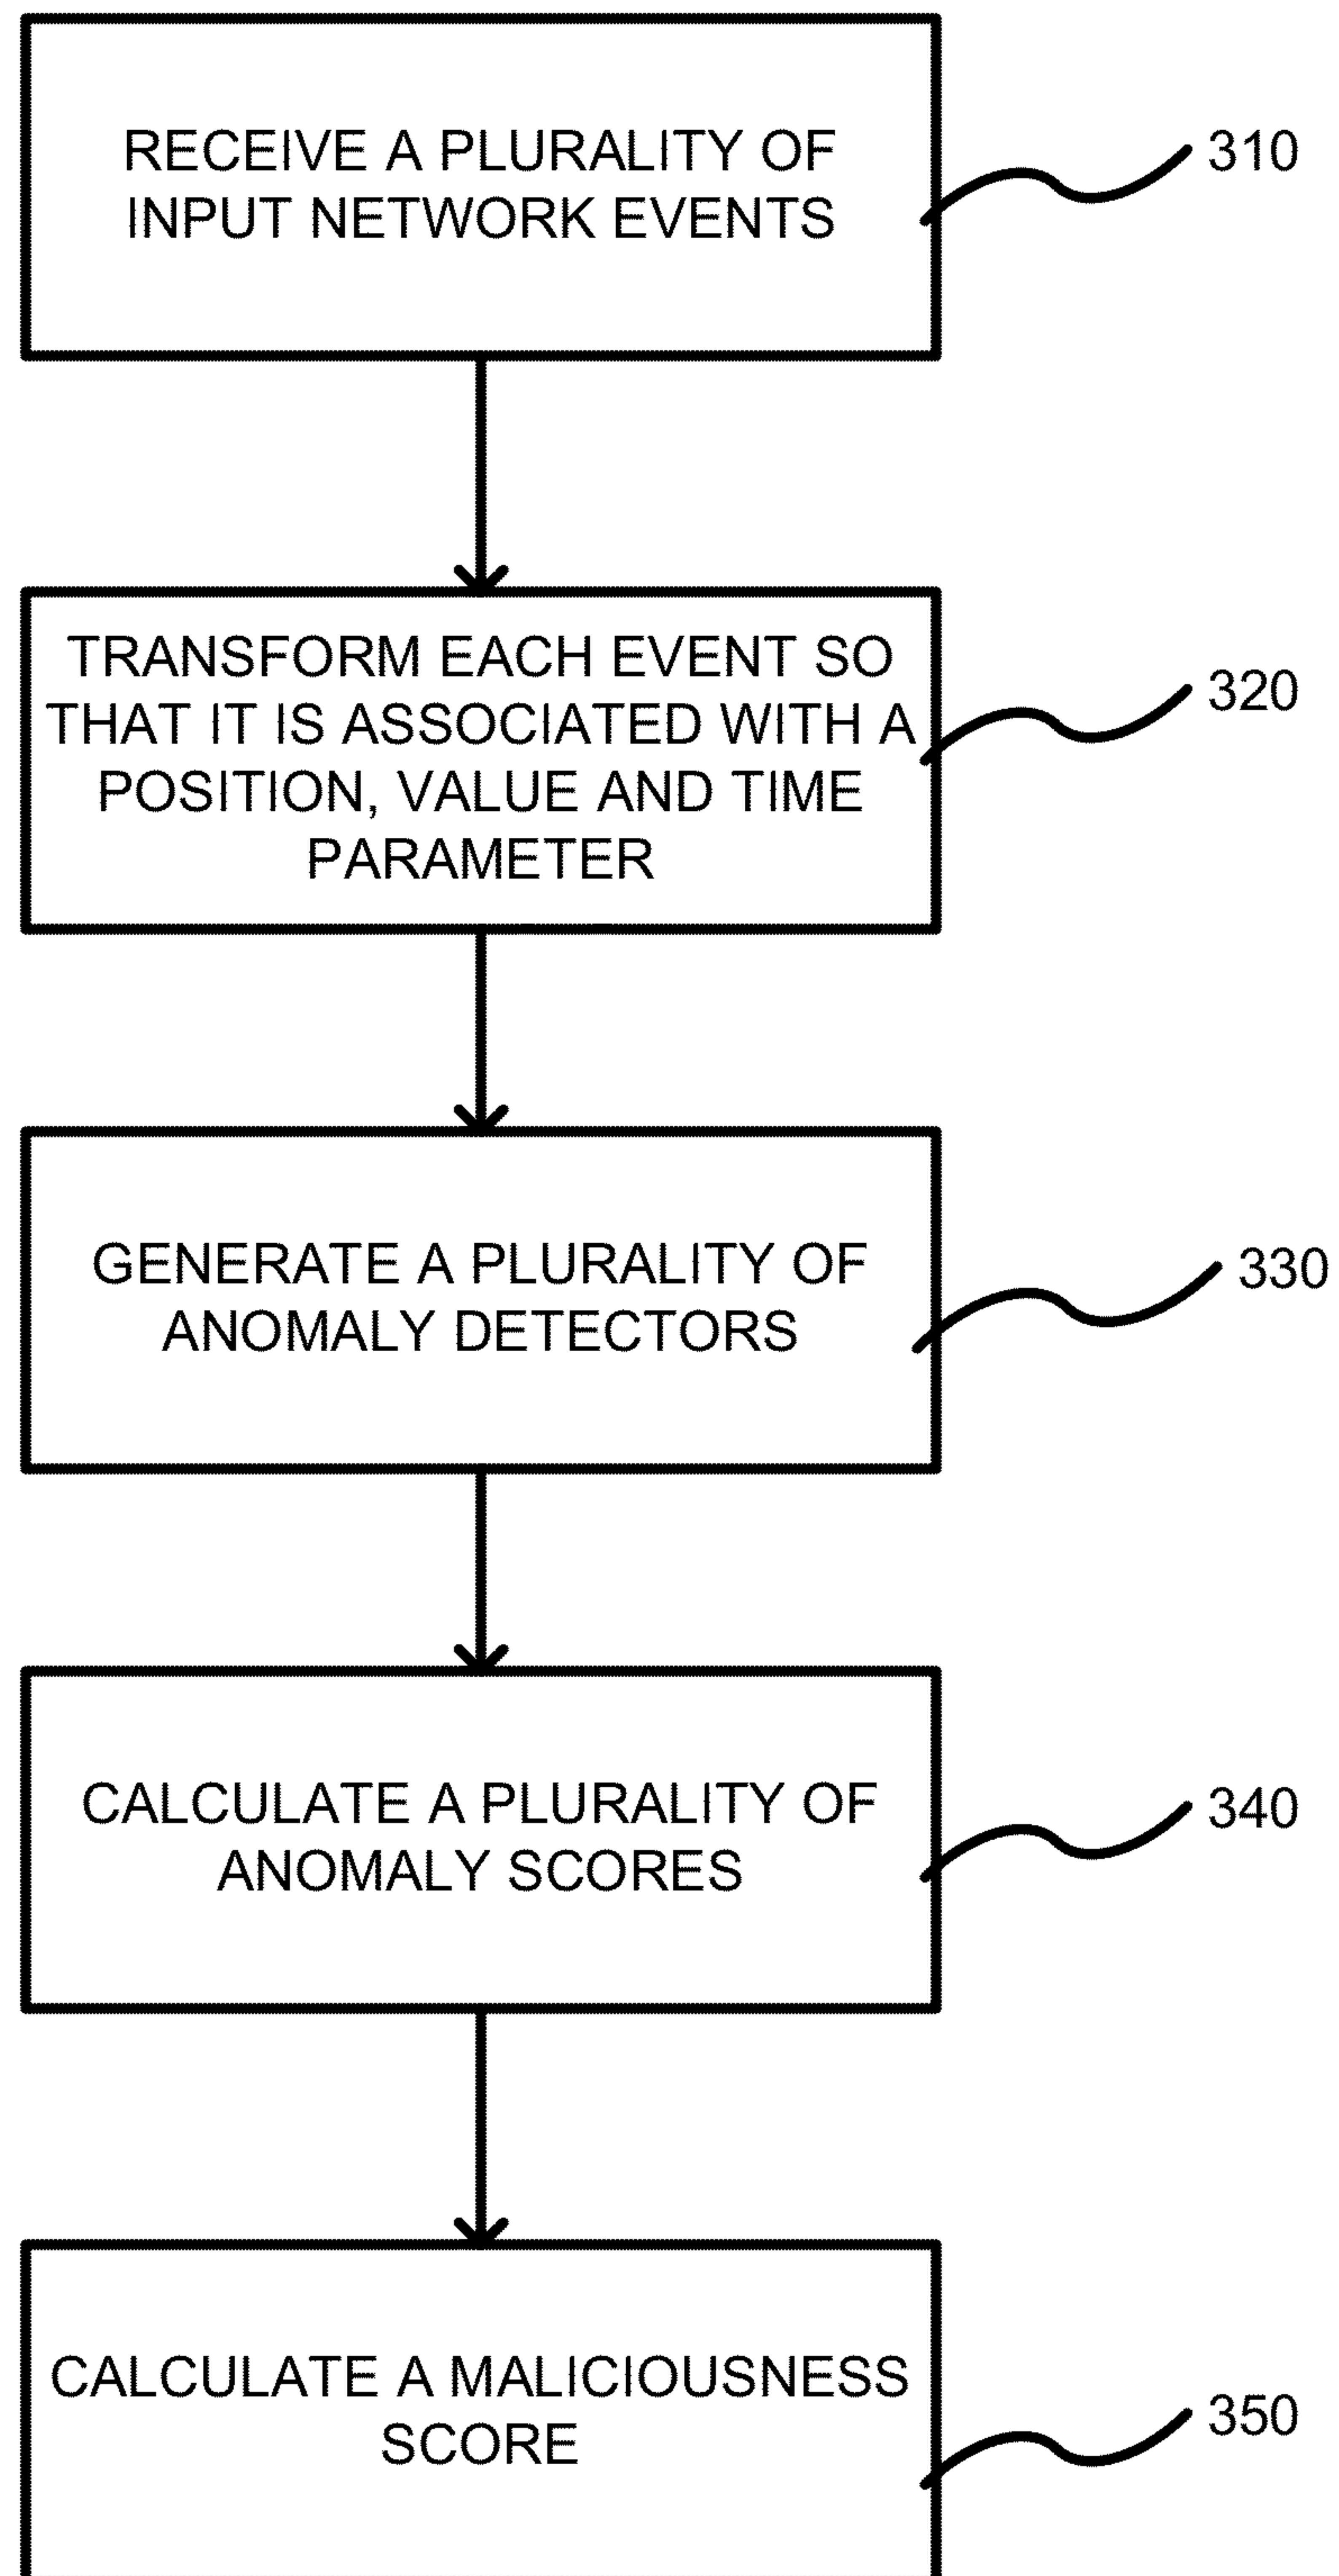 RECEIVE A PLURALITY OF
INPUT NETWORK EVENTS
310
TRANSFORM EACH EVENT SO
THAT IT IS ASSOCIATED WITH A
POSITION, VALUE AND TIME
PARAMETER
320
GENERATE A PLURALITY OF
ANOMALY DETECTORS
330
CALCULATE A PLURALITY OF
ANOMALY SCORES
340
CALCULATE A MALICIOUSNESS
SCORE
350